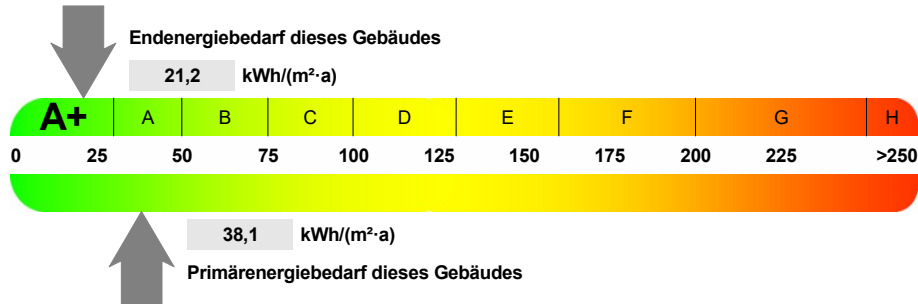 Endenergiebedarf dieses Gebäudes
21,2 kWh/(m²·a)
A+ A B C D E F G H
0 25 50 75 100 125 150 175 200 225 >250
38,1 kWh/(m²·a)
Primärenergiebedarf dieses Gebäudes